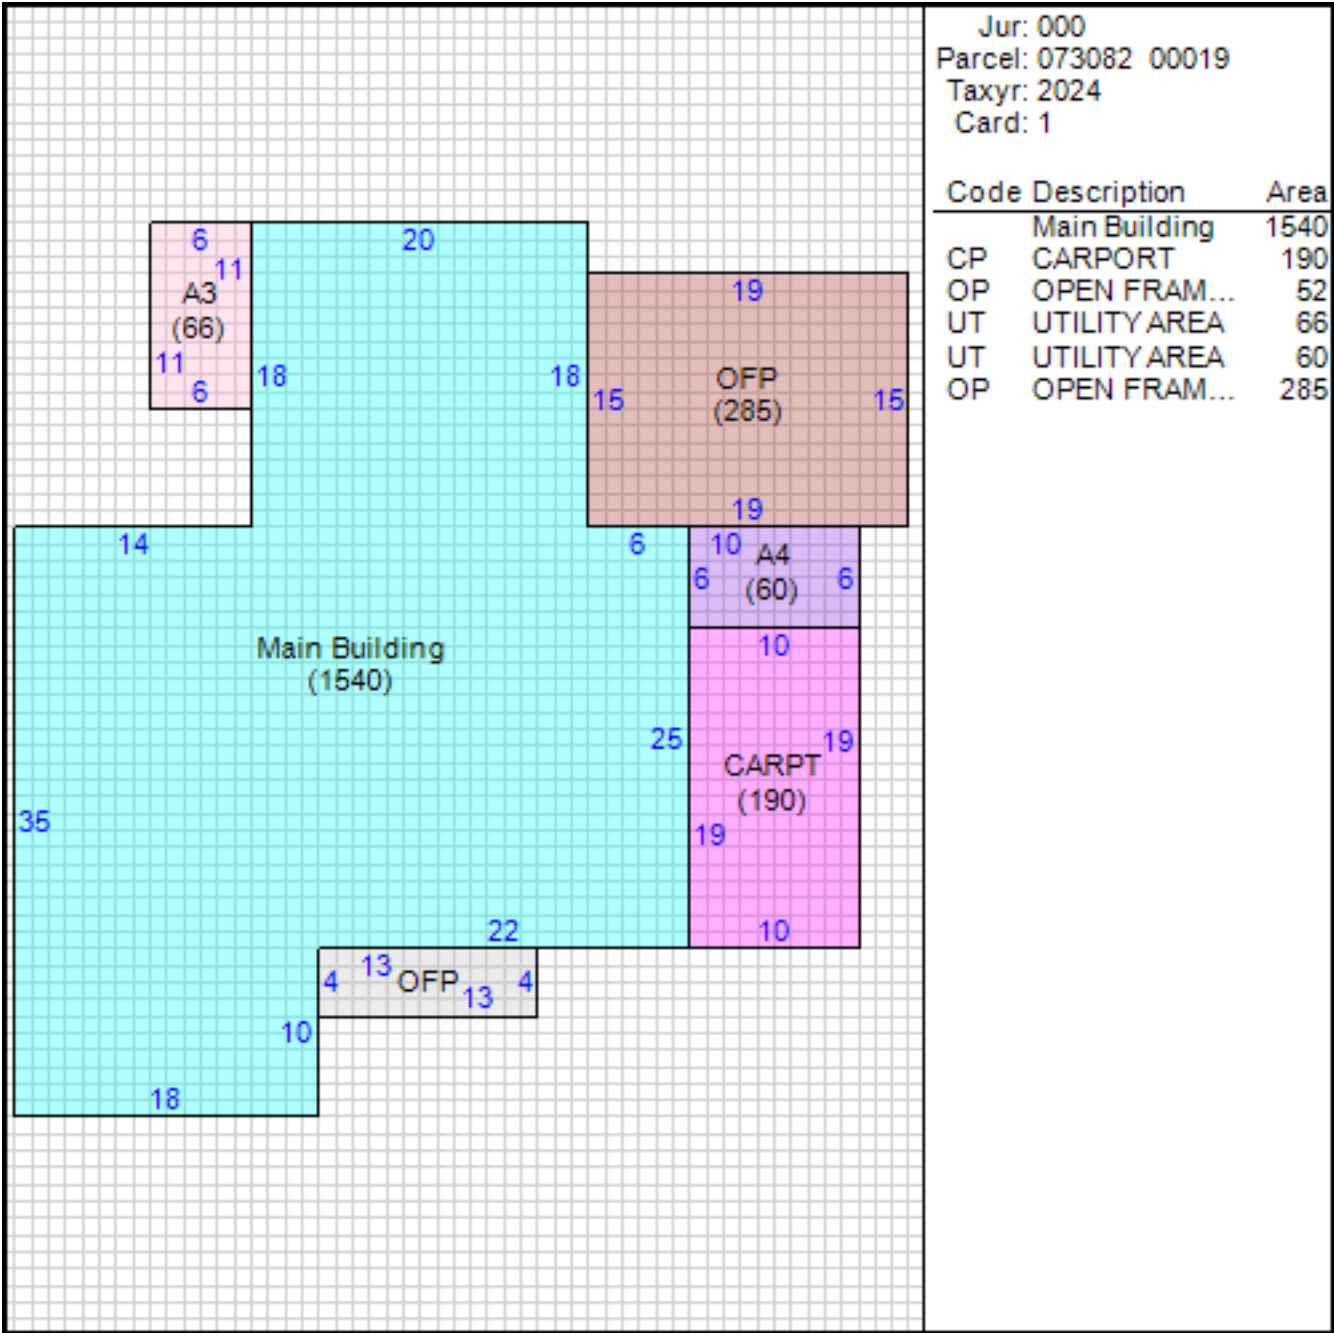 Jur: 000
Parcel: 073082 00019
Taxyr: 2024
Card: 1
Code Description Area
Main Building 1540
CP CARPORT 190
OP OPEN FRAM... 52
UT UTILITY AREA 66
UT UTILITY AREA 60
OP OPEN FRAM... 285
6
11
A3
(66)
11
6
20
18
18
19
15
OFP
(285)
15
19
14
6
10
A4
(60)
6
6
Main Building
(1540)
10
25
19
CARPT
(190)
19
35
22
10
13
4
OFP
4
13
10
18